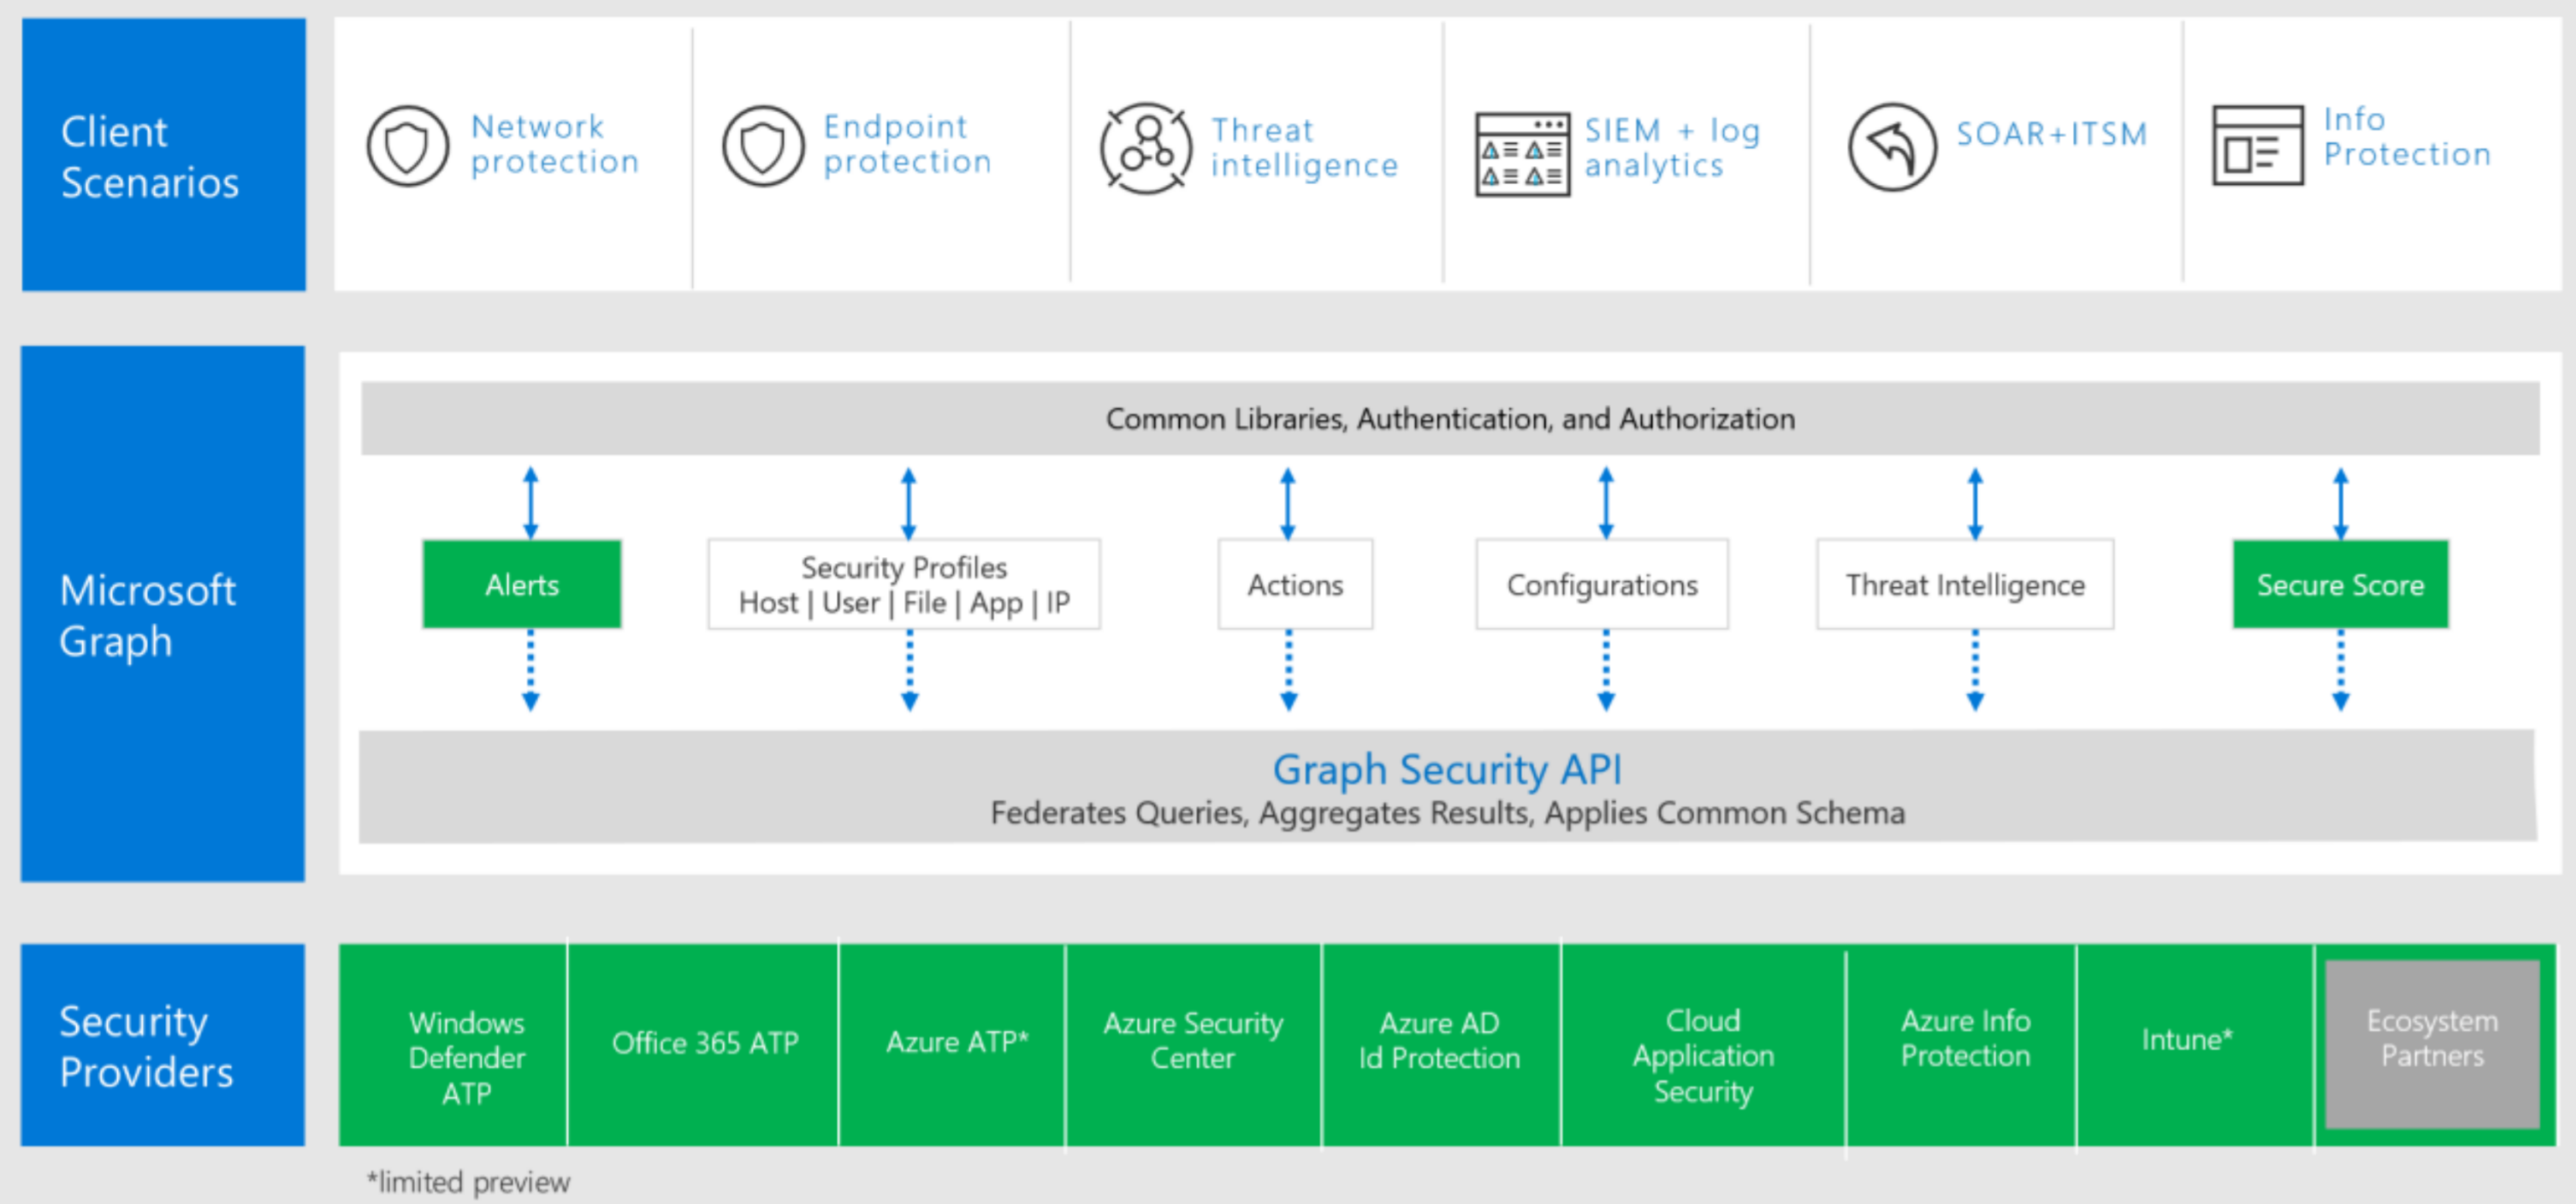 Client
Scenarios
Network
protection
Endpoint
protection
Threat
intelligence
SIEM + log
analytics
SOAR+ITSM
Info
Protection
Microsoft
Graph
Common Libraries, Authentication, and Authorization
Alerts
Security Profiles
Host | User | File | App | IP
Actions
Configurations
Threat Intelligence
Secure Score
Graph Security API
Federates Queries, Aggregates Results, Applies Common Schema
Security
Providers
Windows
Defender
ATP
Office 365 ATP
Azure ATP*
Azure Security
Center
Azure AD
Id Protection
Cloud
Application
Security
Azure Info
Protection
Intune*
Ecosystem
Partners
*limited preview